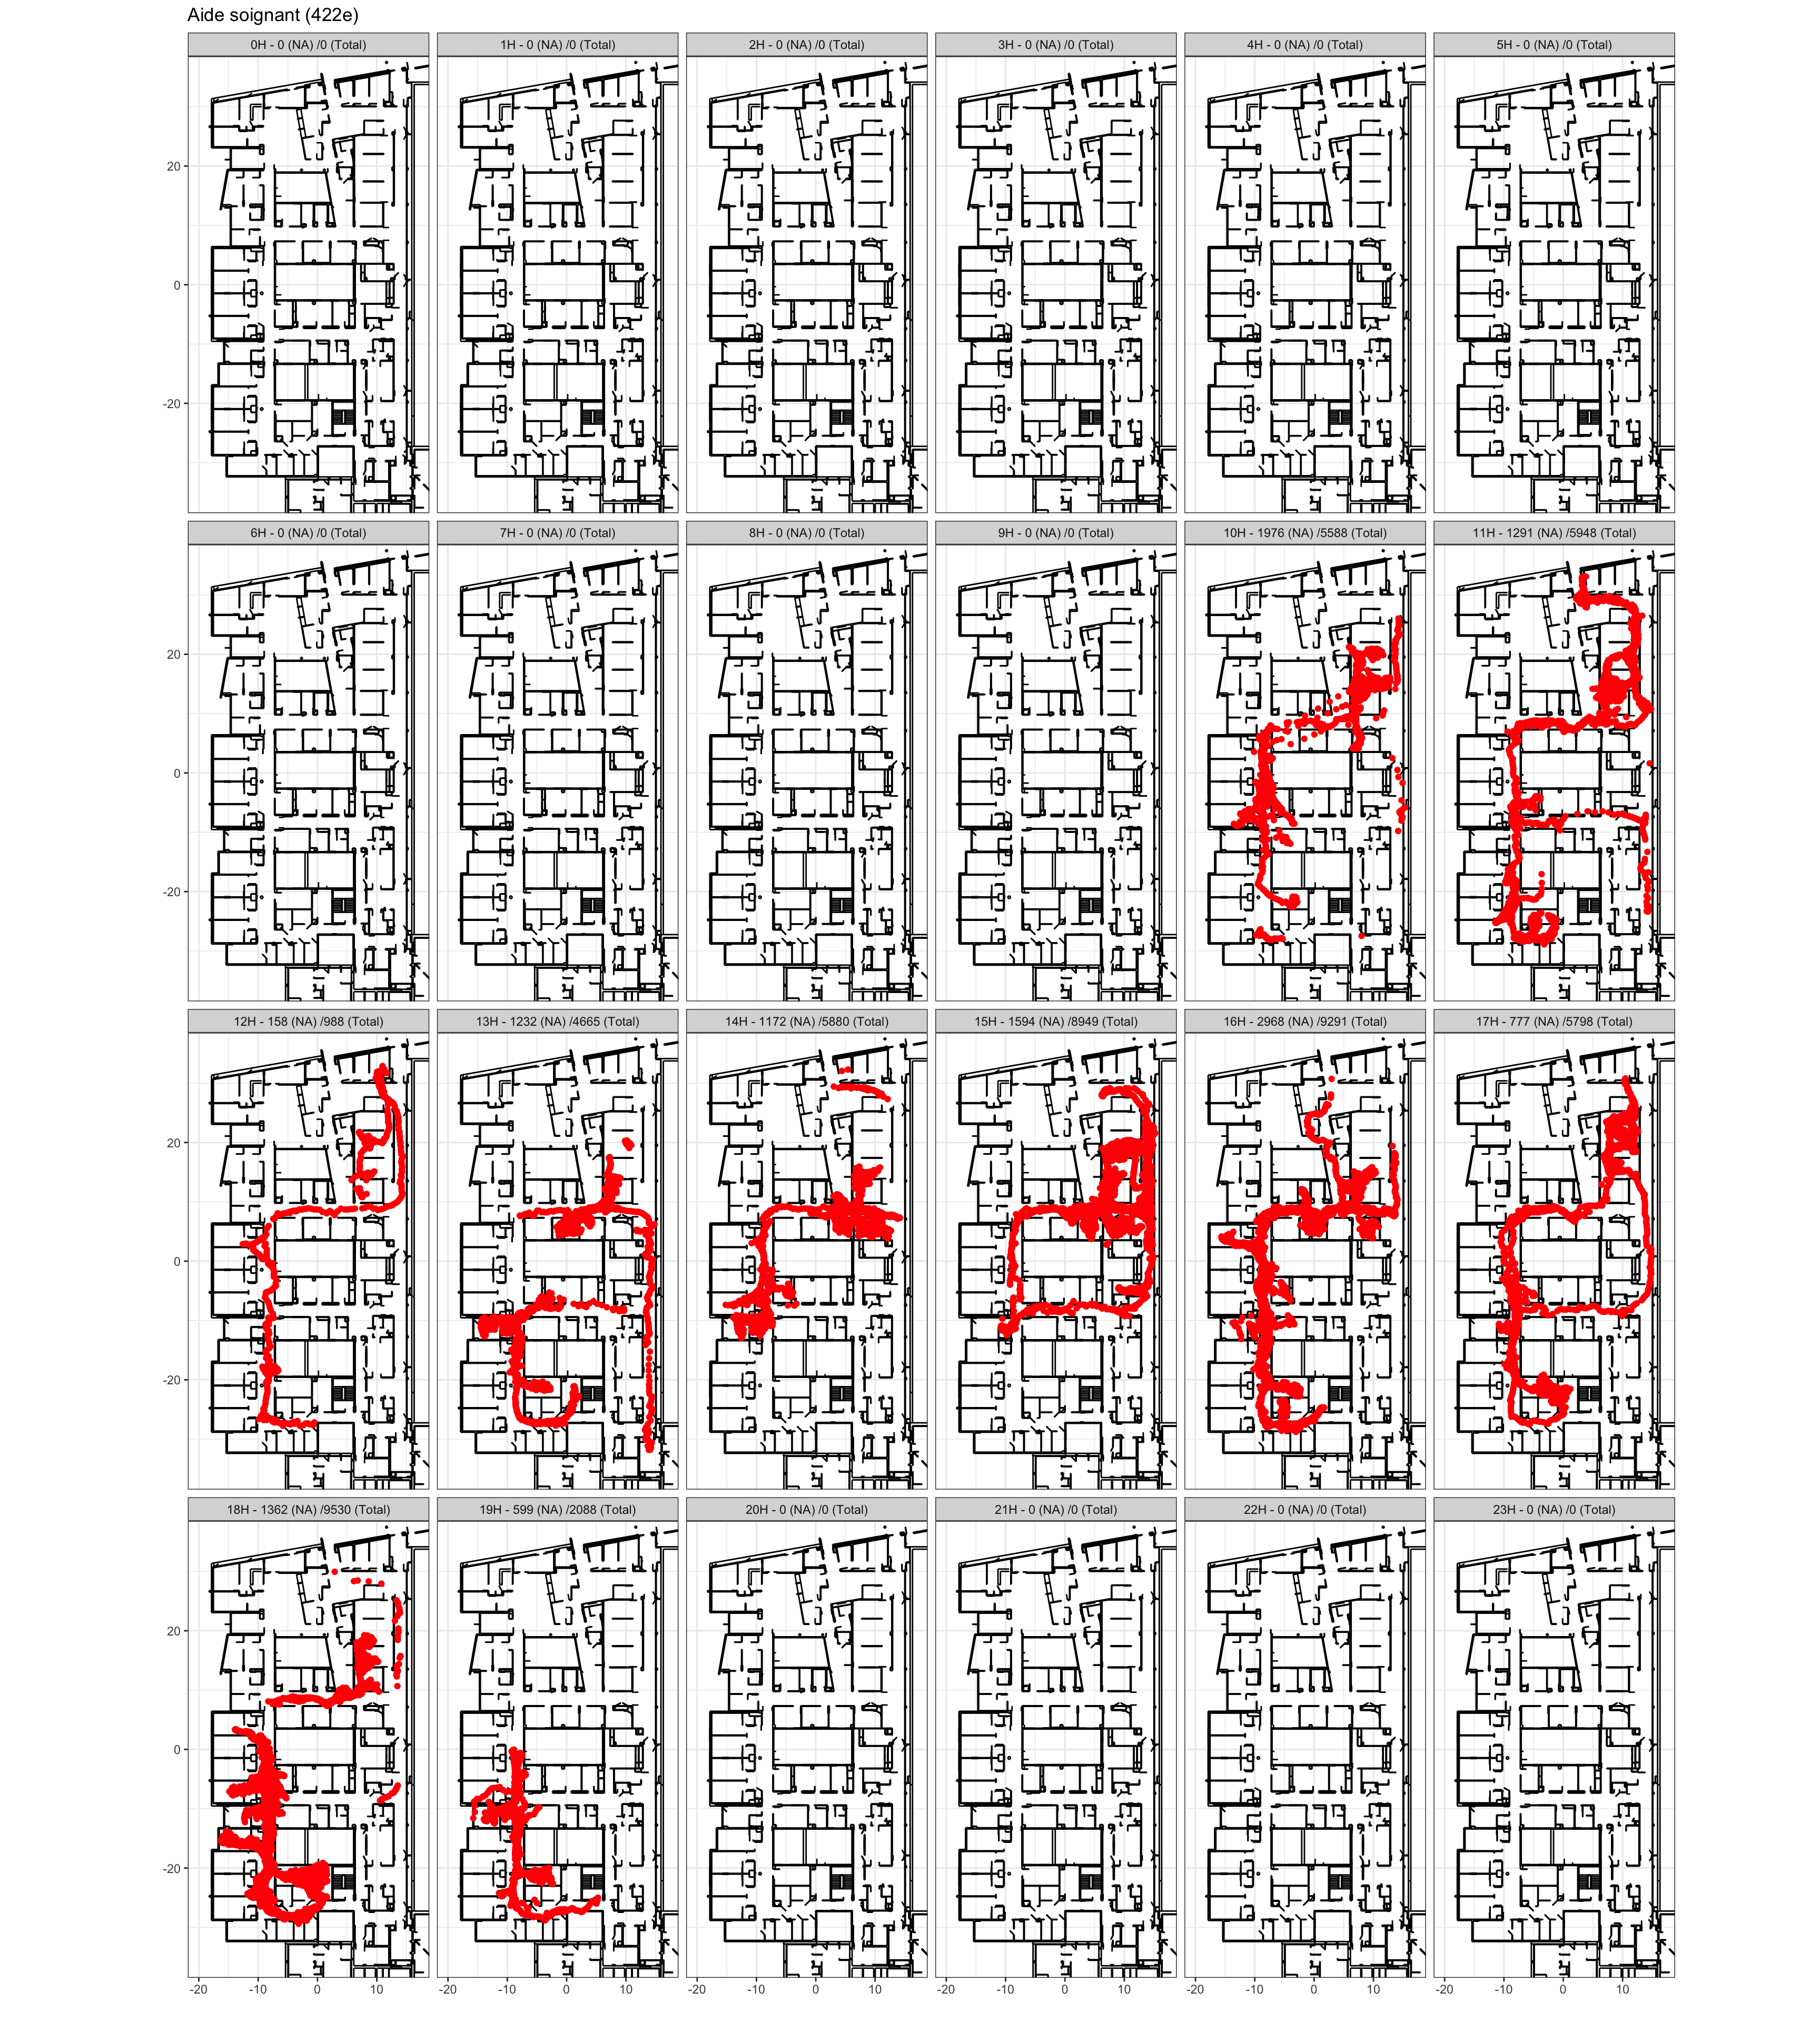 Aide soignant (422e)
0H - 0 (NA) /0 (Total) 1H - 0 (NA) /0 (Total) 2H - 0 (NA) /0 (Total) 3H - 0 (NA) /0 (Total) 4H - 0 (NA) /0 (Total) 5H - 0 (NA) /0 (Total)
20
0
-20
6H - 0 (NA) /0 (Total) 7H - 0 (NA) /0 (Total) 8H - 0 (NA) /0 (Total) 9H - 0 (NA) /0 (Total) 10H - 1976 (NA) /5588 (Total) 11H - 1291 (NA) /5948 (Total)
20
0
-20
12H - 158 (NA) /988 (Total) 13H - 1232 (NA) /4665 (Total) 14H - 1172 (NA) /5880 (Total) 15H - 1594 (NA) /8949 (Total) 16H - 2968 (NA) /9291 (Total) 17H - 777 (NA) /5798 (Total)
20
0
-20
18H - 1362 (NA) /9530 (Total) 19H - 599 (NA) /2088 (Total) 20H - 0 (NA) /0 (Total) 21H - 0 (NA) /0 (Total) 22H - 0 (NA) /0 (Total) 23H - 0 (NA) /0 (Total)
20
0
-20
-20 -10 0 10 -20 -10 0 10 -20 -10 0 10 -20 -10 0 10 -20 -10 0 10 -20 -10 0 10